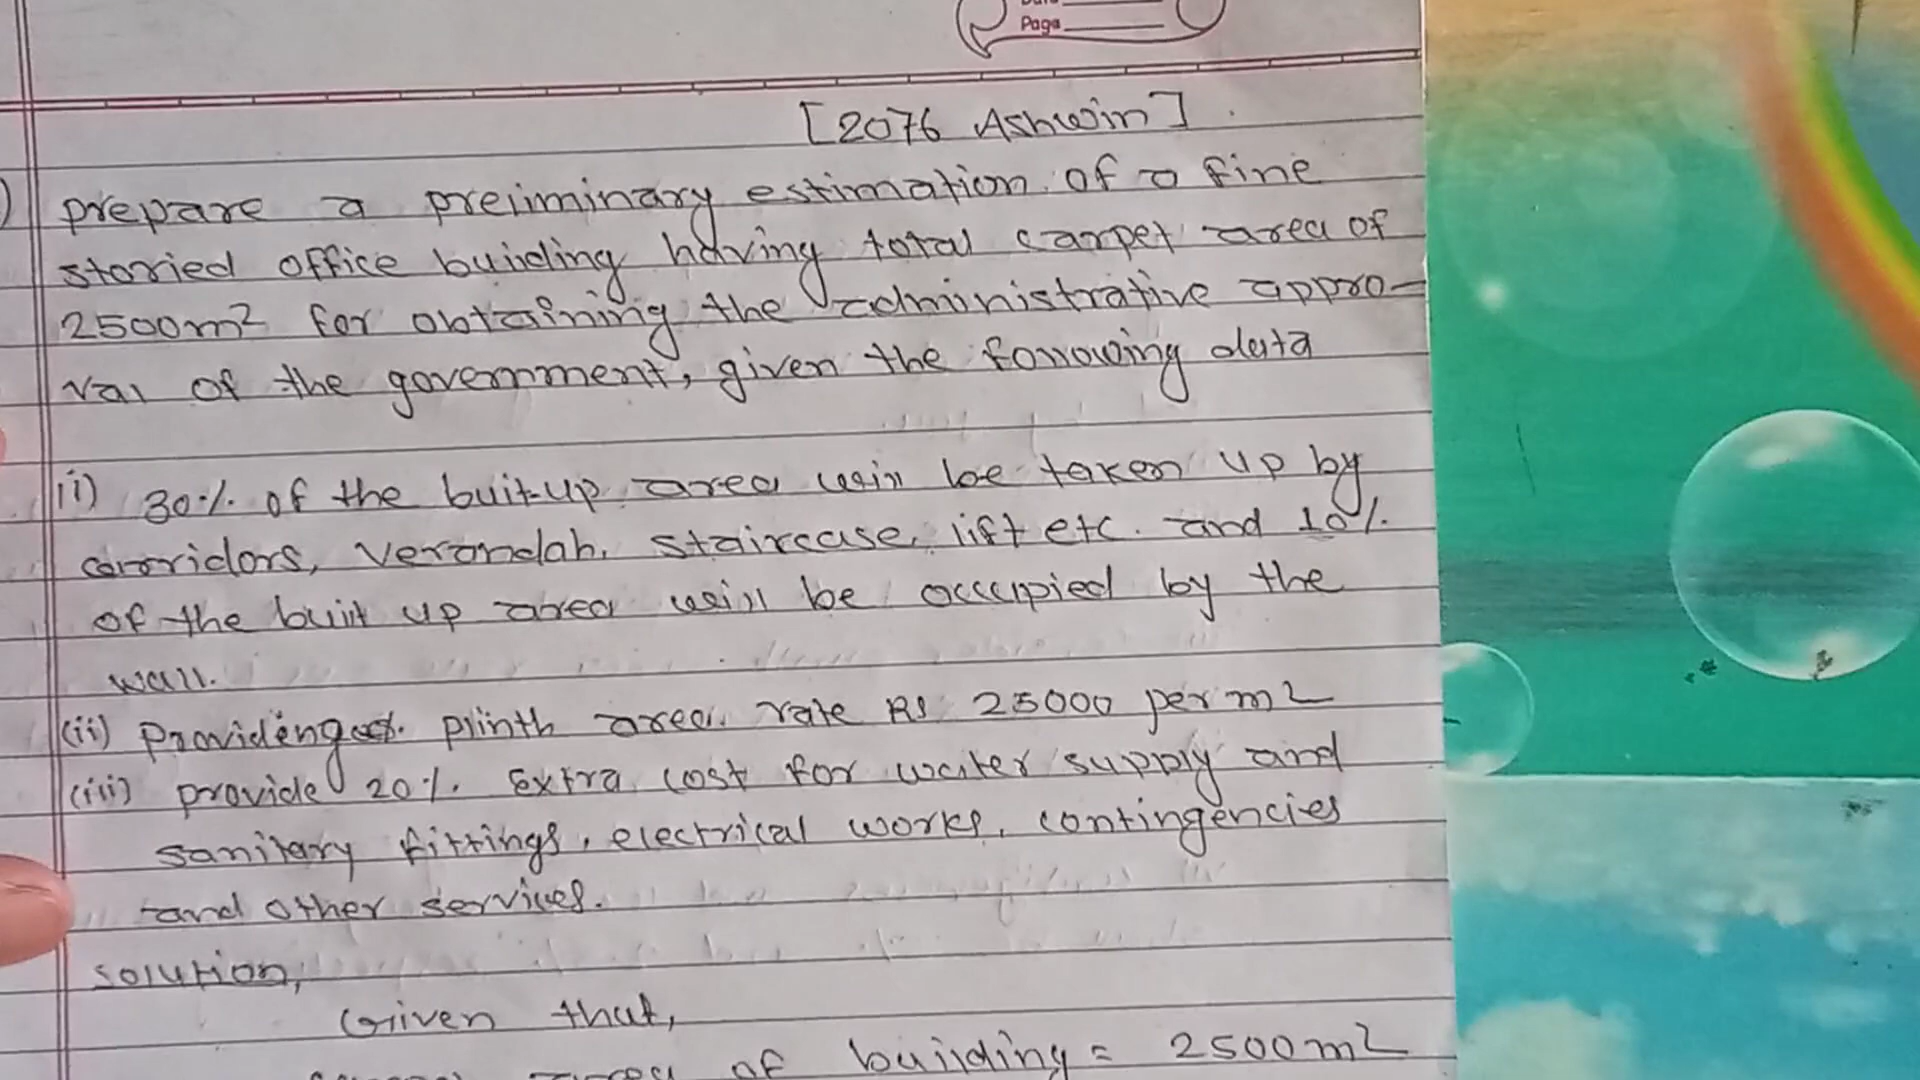 Page
[2076 Ashwin]
prepare a preliminary estimation of a fine
storied office building having total carpet area of
2500m2 for obtaining the administrative appro-
val of the government, given the following data
ii) 30% of the built-up area will be taken up by
corridors, verandah, staircase, lift etc. and 10%
of the built up area will be occupied by the
wall.
(ii) Providing plinth area rate RS 25000 per m2
(iii) provide 20% Extra cost for water supply and
sanitary fittings, electrical works, contingencies
and other services.
solution,
Given that,
area of building = 2500m2